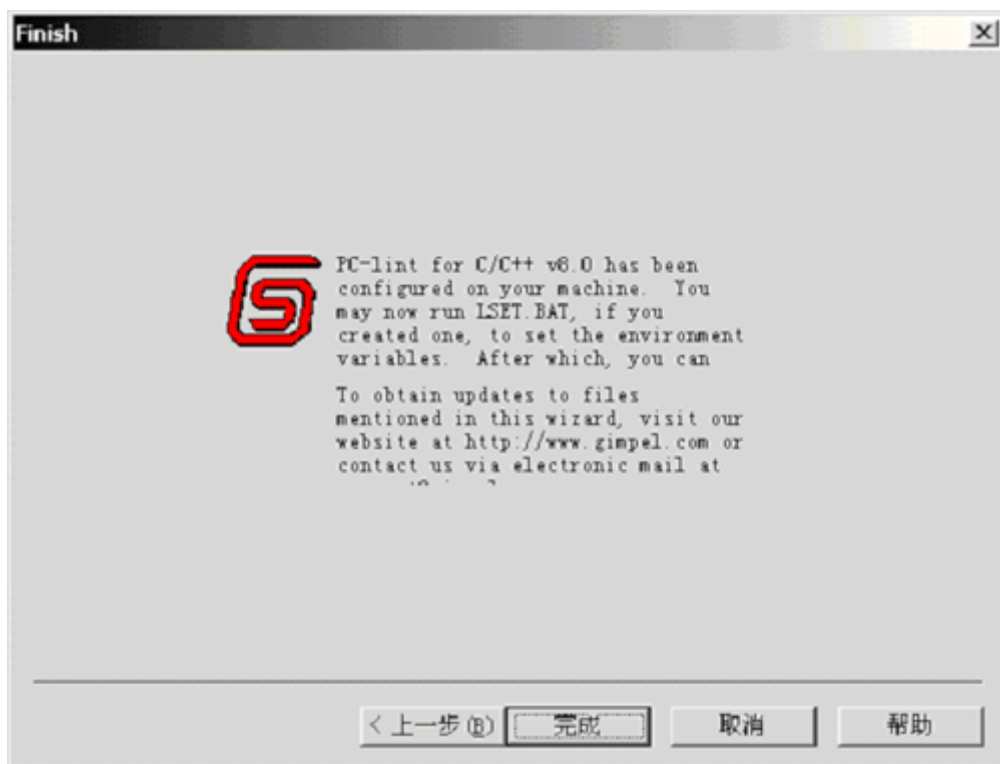 Finish
PC-lint for C/C++ v8.0 has been
configured on your machine.  You
may now run LSET.BAT, if you
created one, to set the environment
variables.  After which, you can
To obtain updates to files
mentioned in this wizard, visit our
website at http://www.gimpel.com or
contact us via electronic mail at
< 上一步(B)
完成
取消
帮助